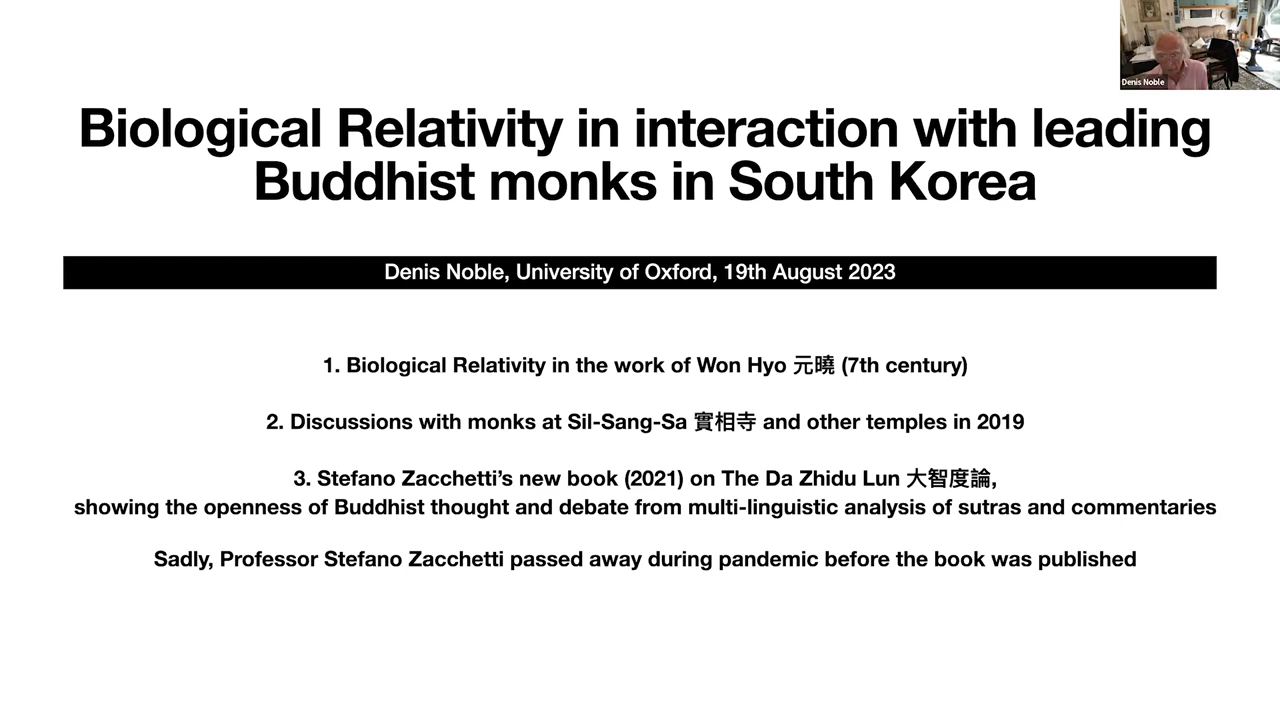 Denis Noble
Biological Relativity in interaction with leading
Buddhist monks in South Korea
Denis Noble, University of Oxford, 19th August 2023
1. Biological Relativity in the work of Won Hyo 元曉 (7th century)
2. Discussions with monks at Sil-Sang-Sa 實相寺 and other temples in 2019
3. Stefano Zacchetti’s new book (2021) on The Da Zhidu Lun 大智度論,
showing the openness of Buddhist thought and debate from multi-linguistic analysis of sutras and commentaries
Sadly, Professor Stefano Zacchetti passed away during pandemic before the book was published